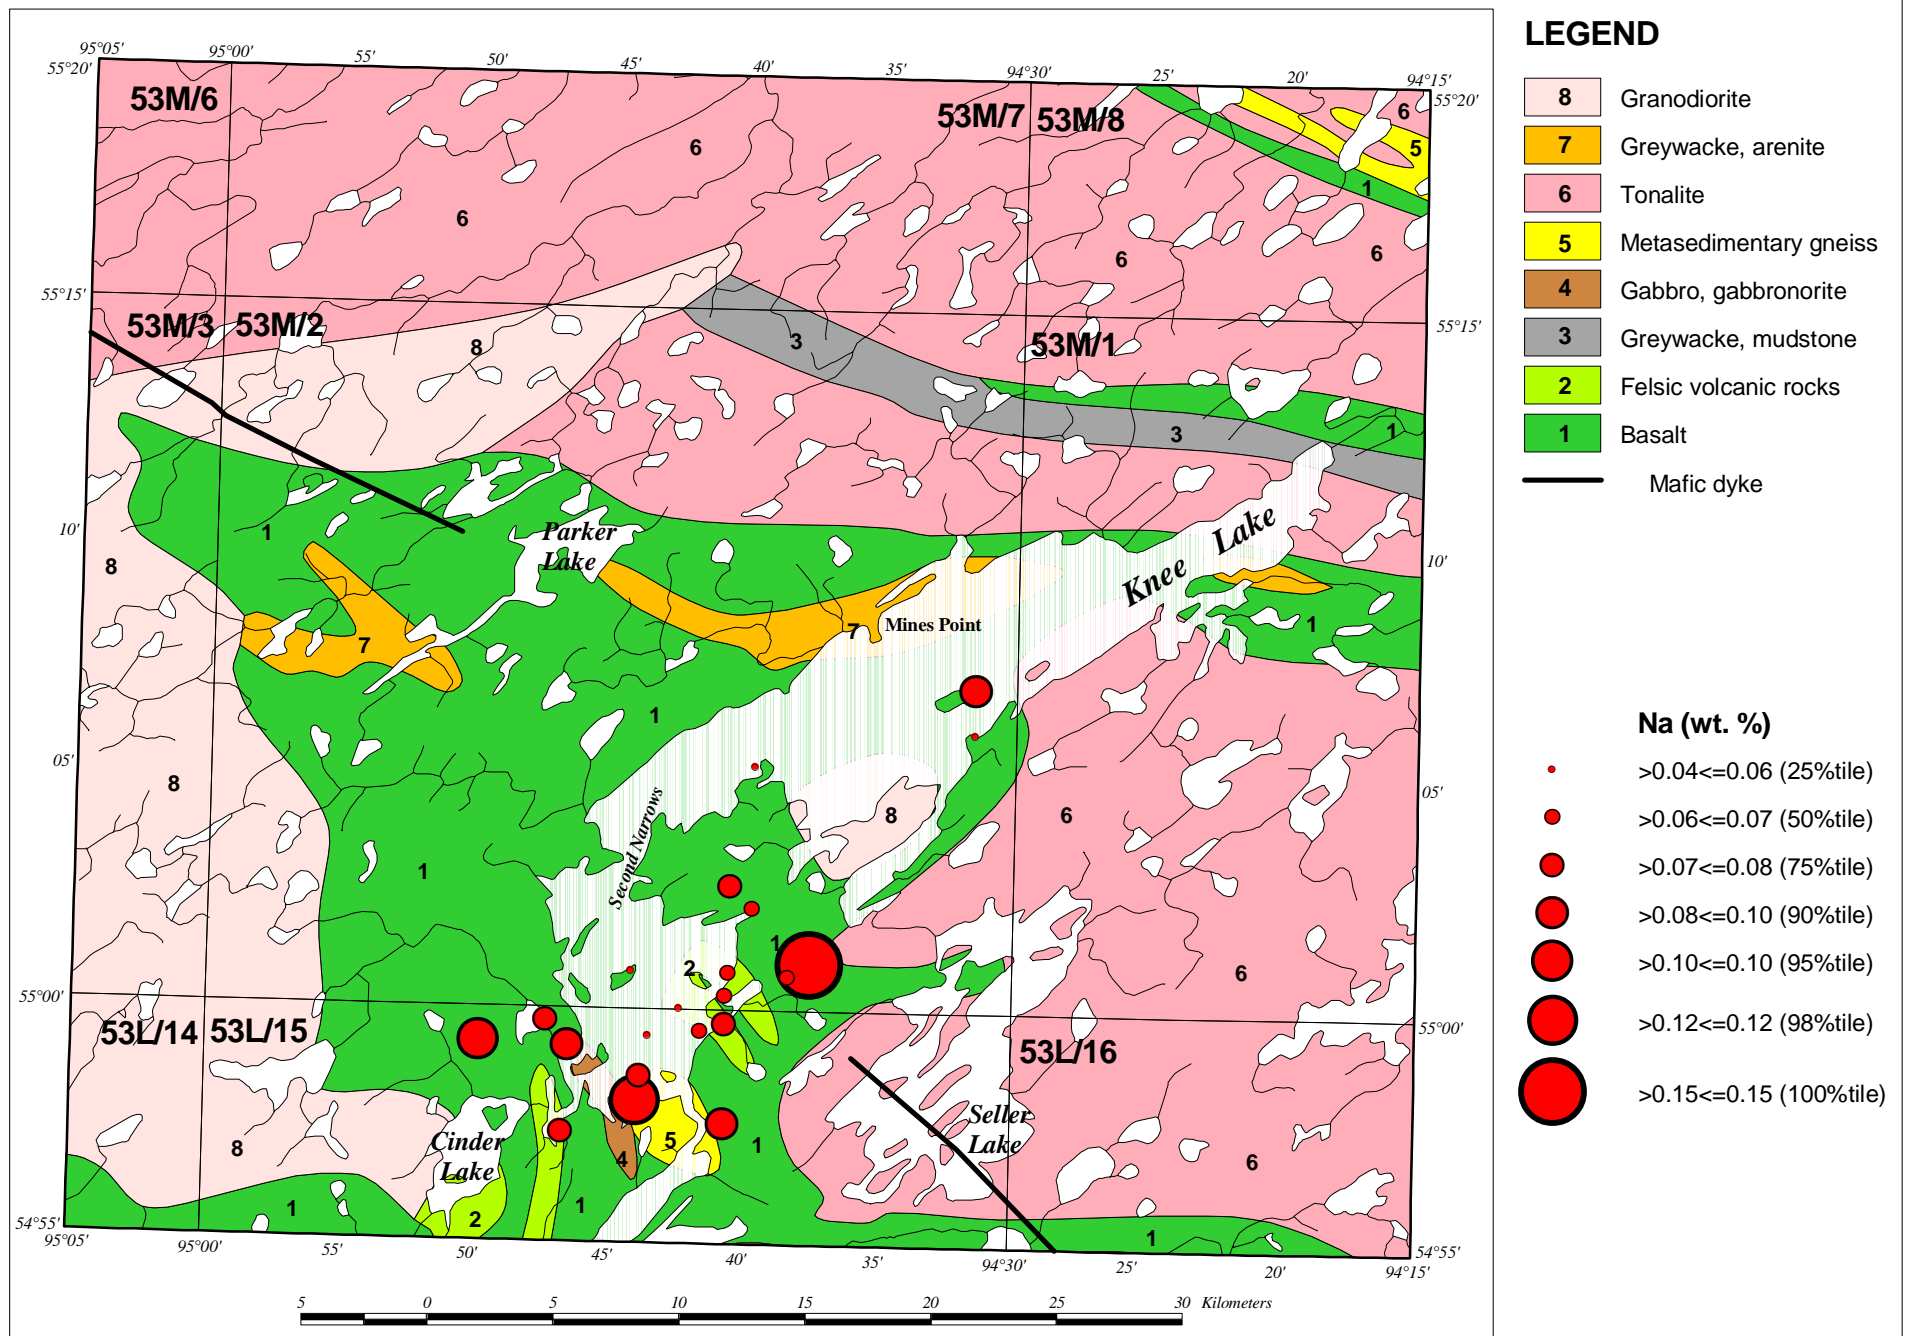 95°05' 95°00' 55' 50' 45' 40' 35' 94°30' 25' 20' 94°15'
55°20' 55°20'
53M/6 53M/7 53M/8
6 6 5 1
6 6 6
55°15' 55°15'
53M/3 53M/2 53M/1
8 3
3 1
10' 10'
1 8
Parker
Lake
Knee Lake
7 7 Mines Point 1
1
05' 05'
8 8 6
Second Narrows
1
1
2 6
55°00' 55°00'
53L/14 53L/15 53L/16
Cinder
Lake
Seller
Lake
8 4 5 1 6
1 2 1 1
54°55' 54°55'
95°05' 95°00' 55' 50' 45' 40' 35' 94°30' 25' 20' 94°15'
5 0 5 10 15 20 25 30 Kilometers
LEGEND
8 Granodiorite
7 Greywacke, arenite
6 Tonalite
5 Metasedimentary gneiss
4 Gabbro, gabbronorite
3 Greywacke, mudstone
2 Felsic volcanic rocks
1 Basalt
Mafic dyke
Na (wt. %)
>0.04<=0.06 (25%tile)
>0.06<=0.07 (50%tile)
>0.07<=0.08 (75%tile)
>0.08<=0.10 (90%tile)
>0.10<=0.10 (95%tile)
>0.12<=0.12 (98%tile)
>0.15<=0.15 (100%tile)